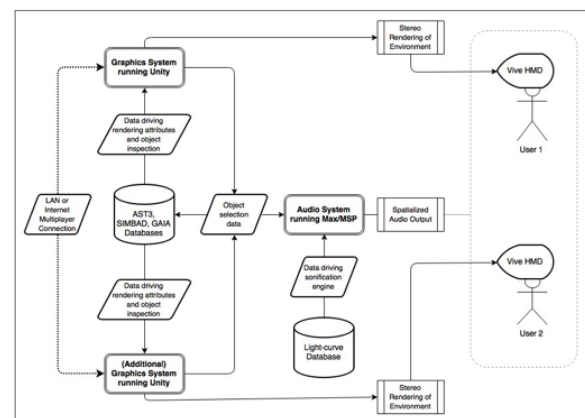 Stereo
Rendering of
Environment
Graphics System
running Unity
Vive HMD
User 1
Data driving
rendering attributes
and object
inspection
LAN or
Internet
Multiplayer
Connection
AST3,
SIMBAD, GAIA
Databases
Object
selection
data
Audio System
running Max/MSP
Spatialized
Audio Output
Data driving
rendering attributes
and object
inspection
Data driving
sonification
engine
Vive HMD
User 2
Light-curve
Database
(Additional)
Graphics System
running Unity
Stereo
Rendering of
Environment